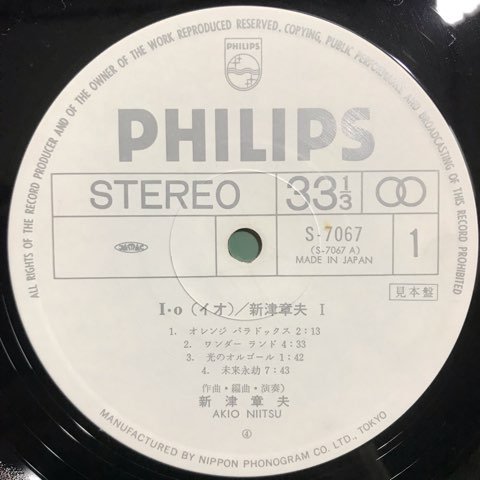 ALL RIGHTS OF THE RECORD PRODUCER AND OF THE OWNER OF THE WORK REPRODUCED RESERVED. COPYING, PUBLIC PERFORMANCE AND BROADCASTING OF THIS RECORD PROHIBITED
PHILIPS
PHILIPS
STEREO 33 1/3
S-7067
(S-7067 A)
MADE IN JAPAN
1
見本盤
I・o (イオ)/新津章夫 I
1. オレンジ パラドックス 2:13
2. ワンダー ランド 4:33
3. 光のオルゴール 1:42
4. 未来永劫 7:43
作曲・編曲・演奏)
新津章夫
AKIO NIITSU
④
MANUFACTURED BY NIPPON PHONOGRAM CO. LTD., TOKYO